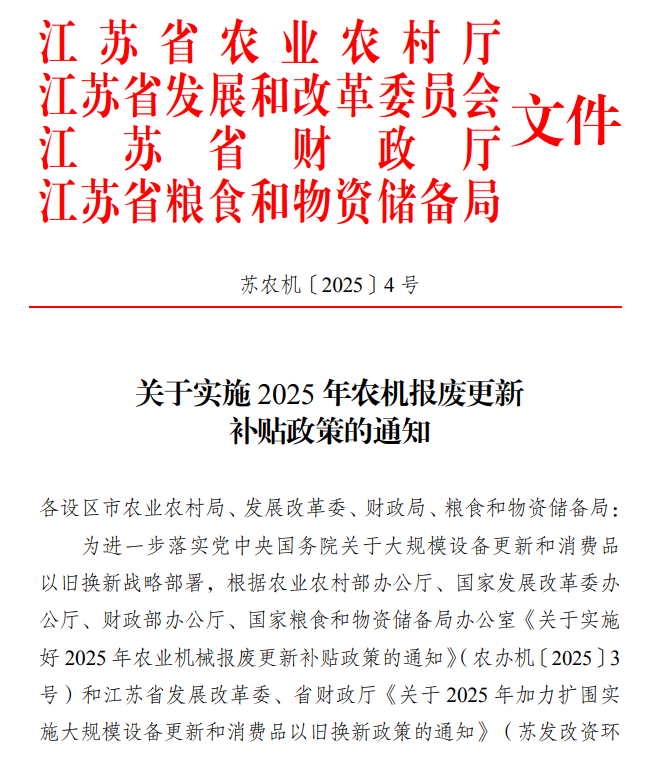 江苏省农业农村厅
江苏省发展和改革委员会
江苏省财政厅
江苏省粮食和物资储备局
文件
苏农机〔2025〕4号
关于实施2025年农机报废更新
补贴政策的通知
各设区市农业农村局、发展改革委、财政局、粮食和物资储备局：
为进一步落实党中央国务院关于大规模设备更新和消费品
以旧换新战略部署，根据农业农村部办公厅、国家发展改革委办
公厅、财政部办公厅、国家粮食和物资储备局办公室《关于实施
好2025年农业机械报废更新补贴政策的通知》（农办机〔2025〕3
号）和江苏省发展改革委、省财政厅《关于2025年加力扩围实
施大规模设备更新和消费品以旧换新政策的通知》（苏发改资环